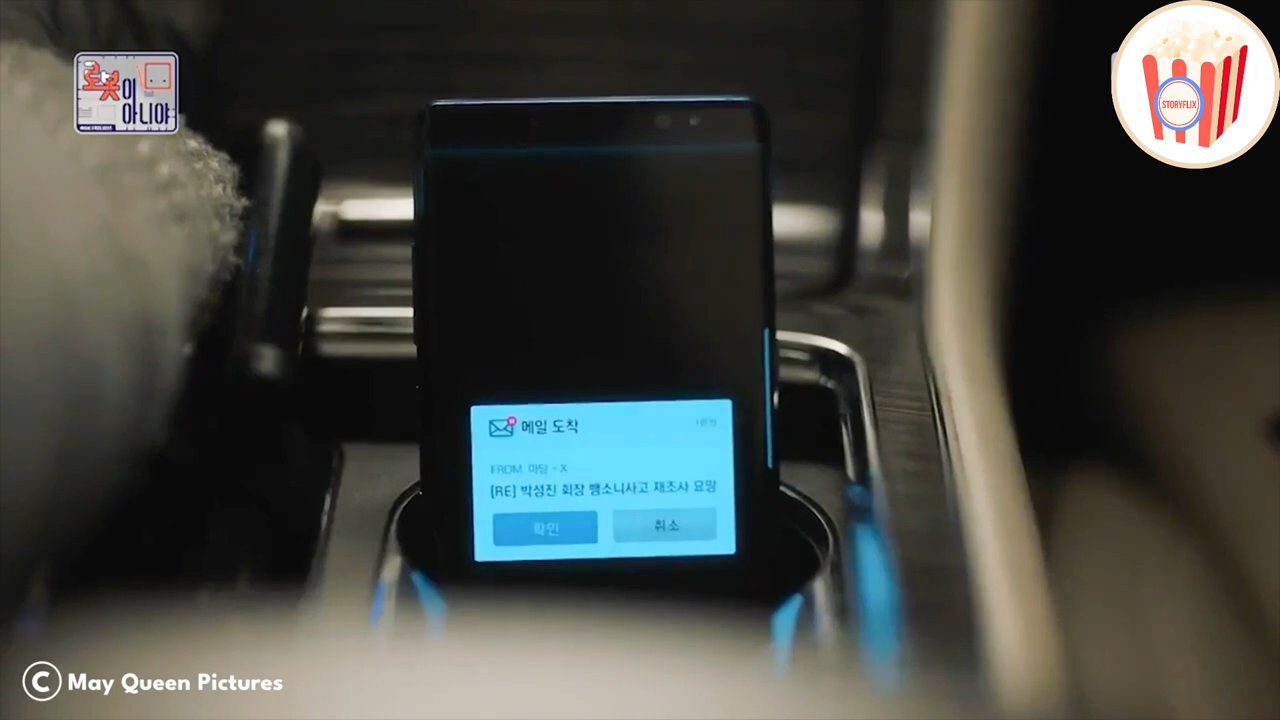 로봇이
아니야
STORYFLIX
메일 도착
FROM. 마틴 - X
[RE] 박성진 회장 뺑소니사고 재조사 요망
확인
취소
© May Queen Pictures